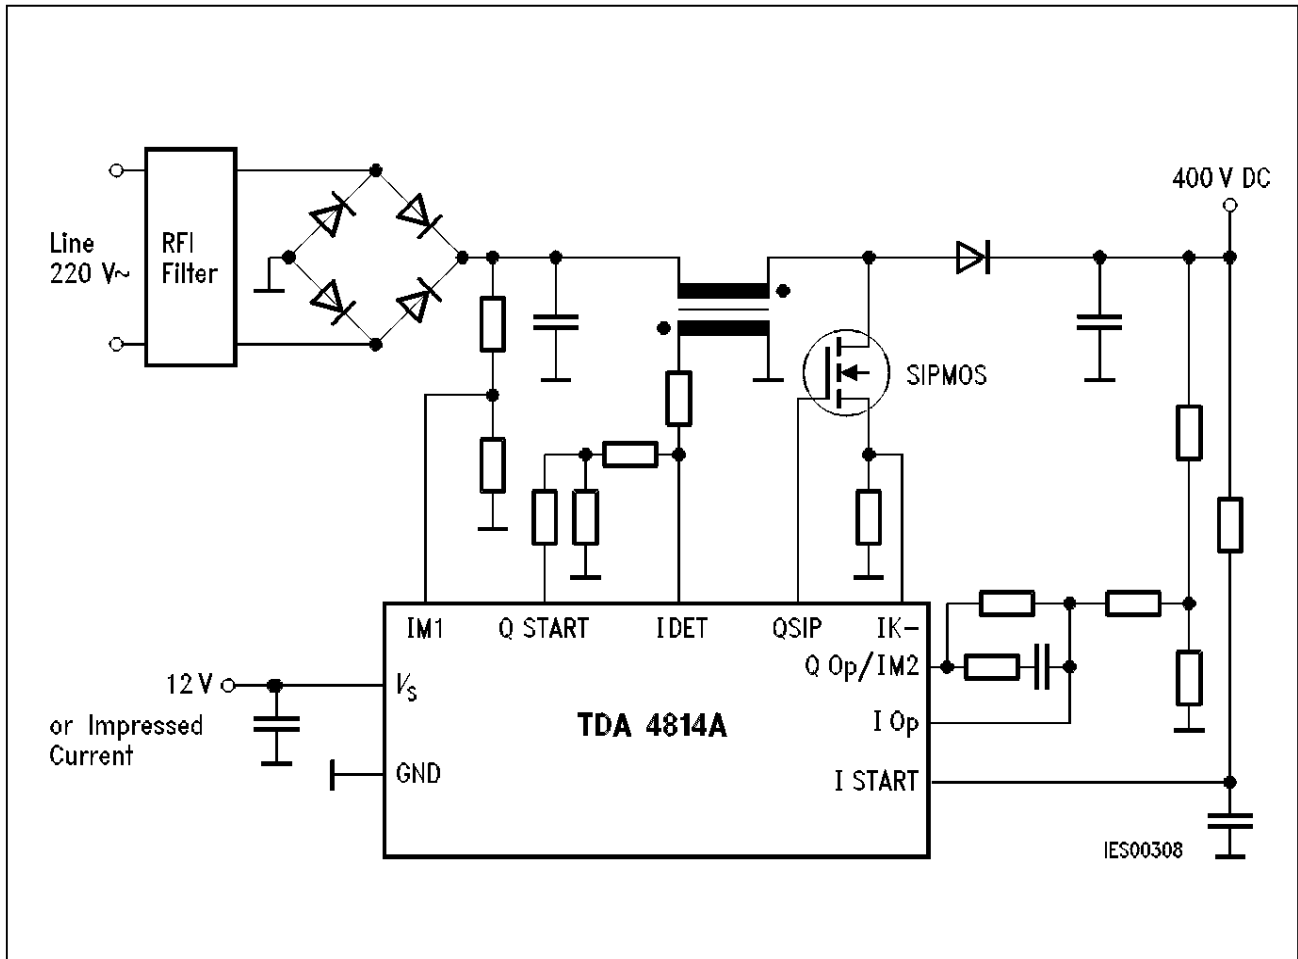 400 V DC
Line
220 V~
RFI
Filter
SIPMOS
IM1
Q START
I DET
QSIP
IK−
Q Op/IM2
12 V
VS
or Impressed
Current
TDA 4814A
I Op
GND
I START
IES00308